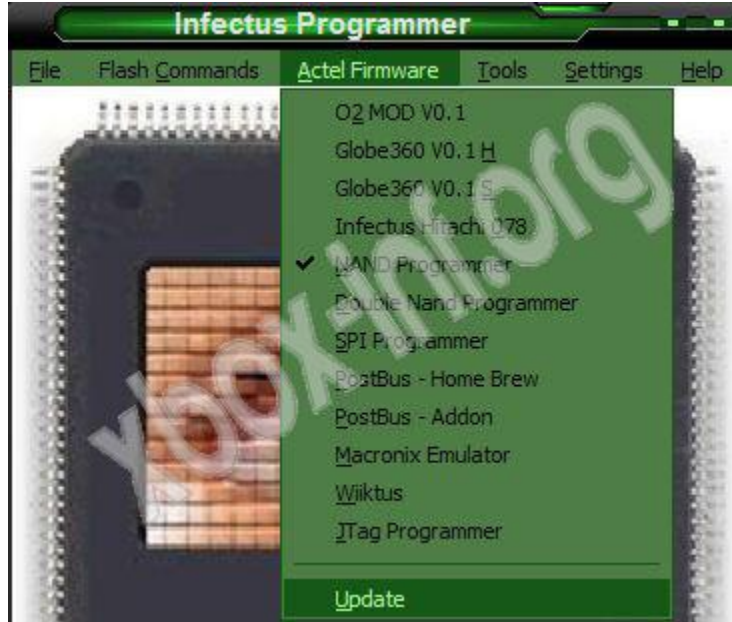 Infectus Programmer
File Flash Commands Actel Firmware Tools Settings Help
O2 MOD V0.1
Globe360 V0.1 H
Globe360 V0.1 S
Infectus Hitachi 078
NAND Programmer
Double Nand Programmer
SPI Programmer
PostBus - Home Brew
PostBus - Addon
Macronix Emulator
Wiiktus
JTag Programmer
Update
xbox-inf.org